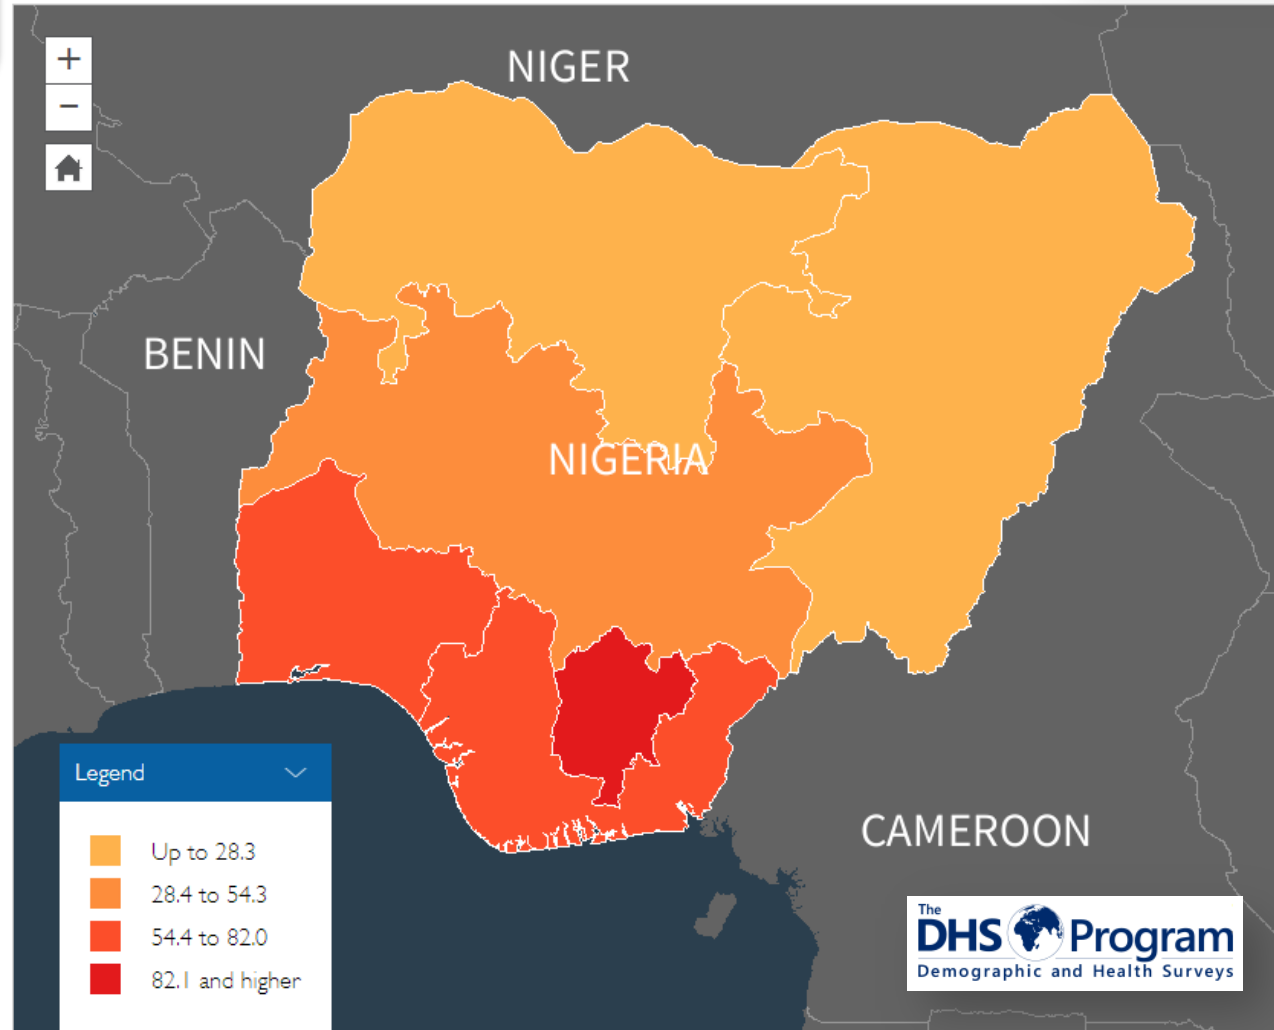 +
−
NIGER
BENIN
NIGERIA
CAMEROON
Legend
Up to 28.3
28.4 to 54.3
54.4 to 82.0
82.1 and higher
The
DHS Program
Demographic and Health Surveys